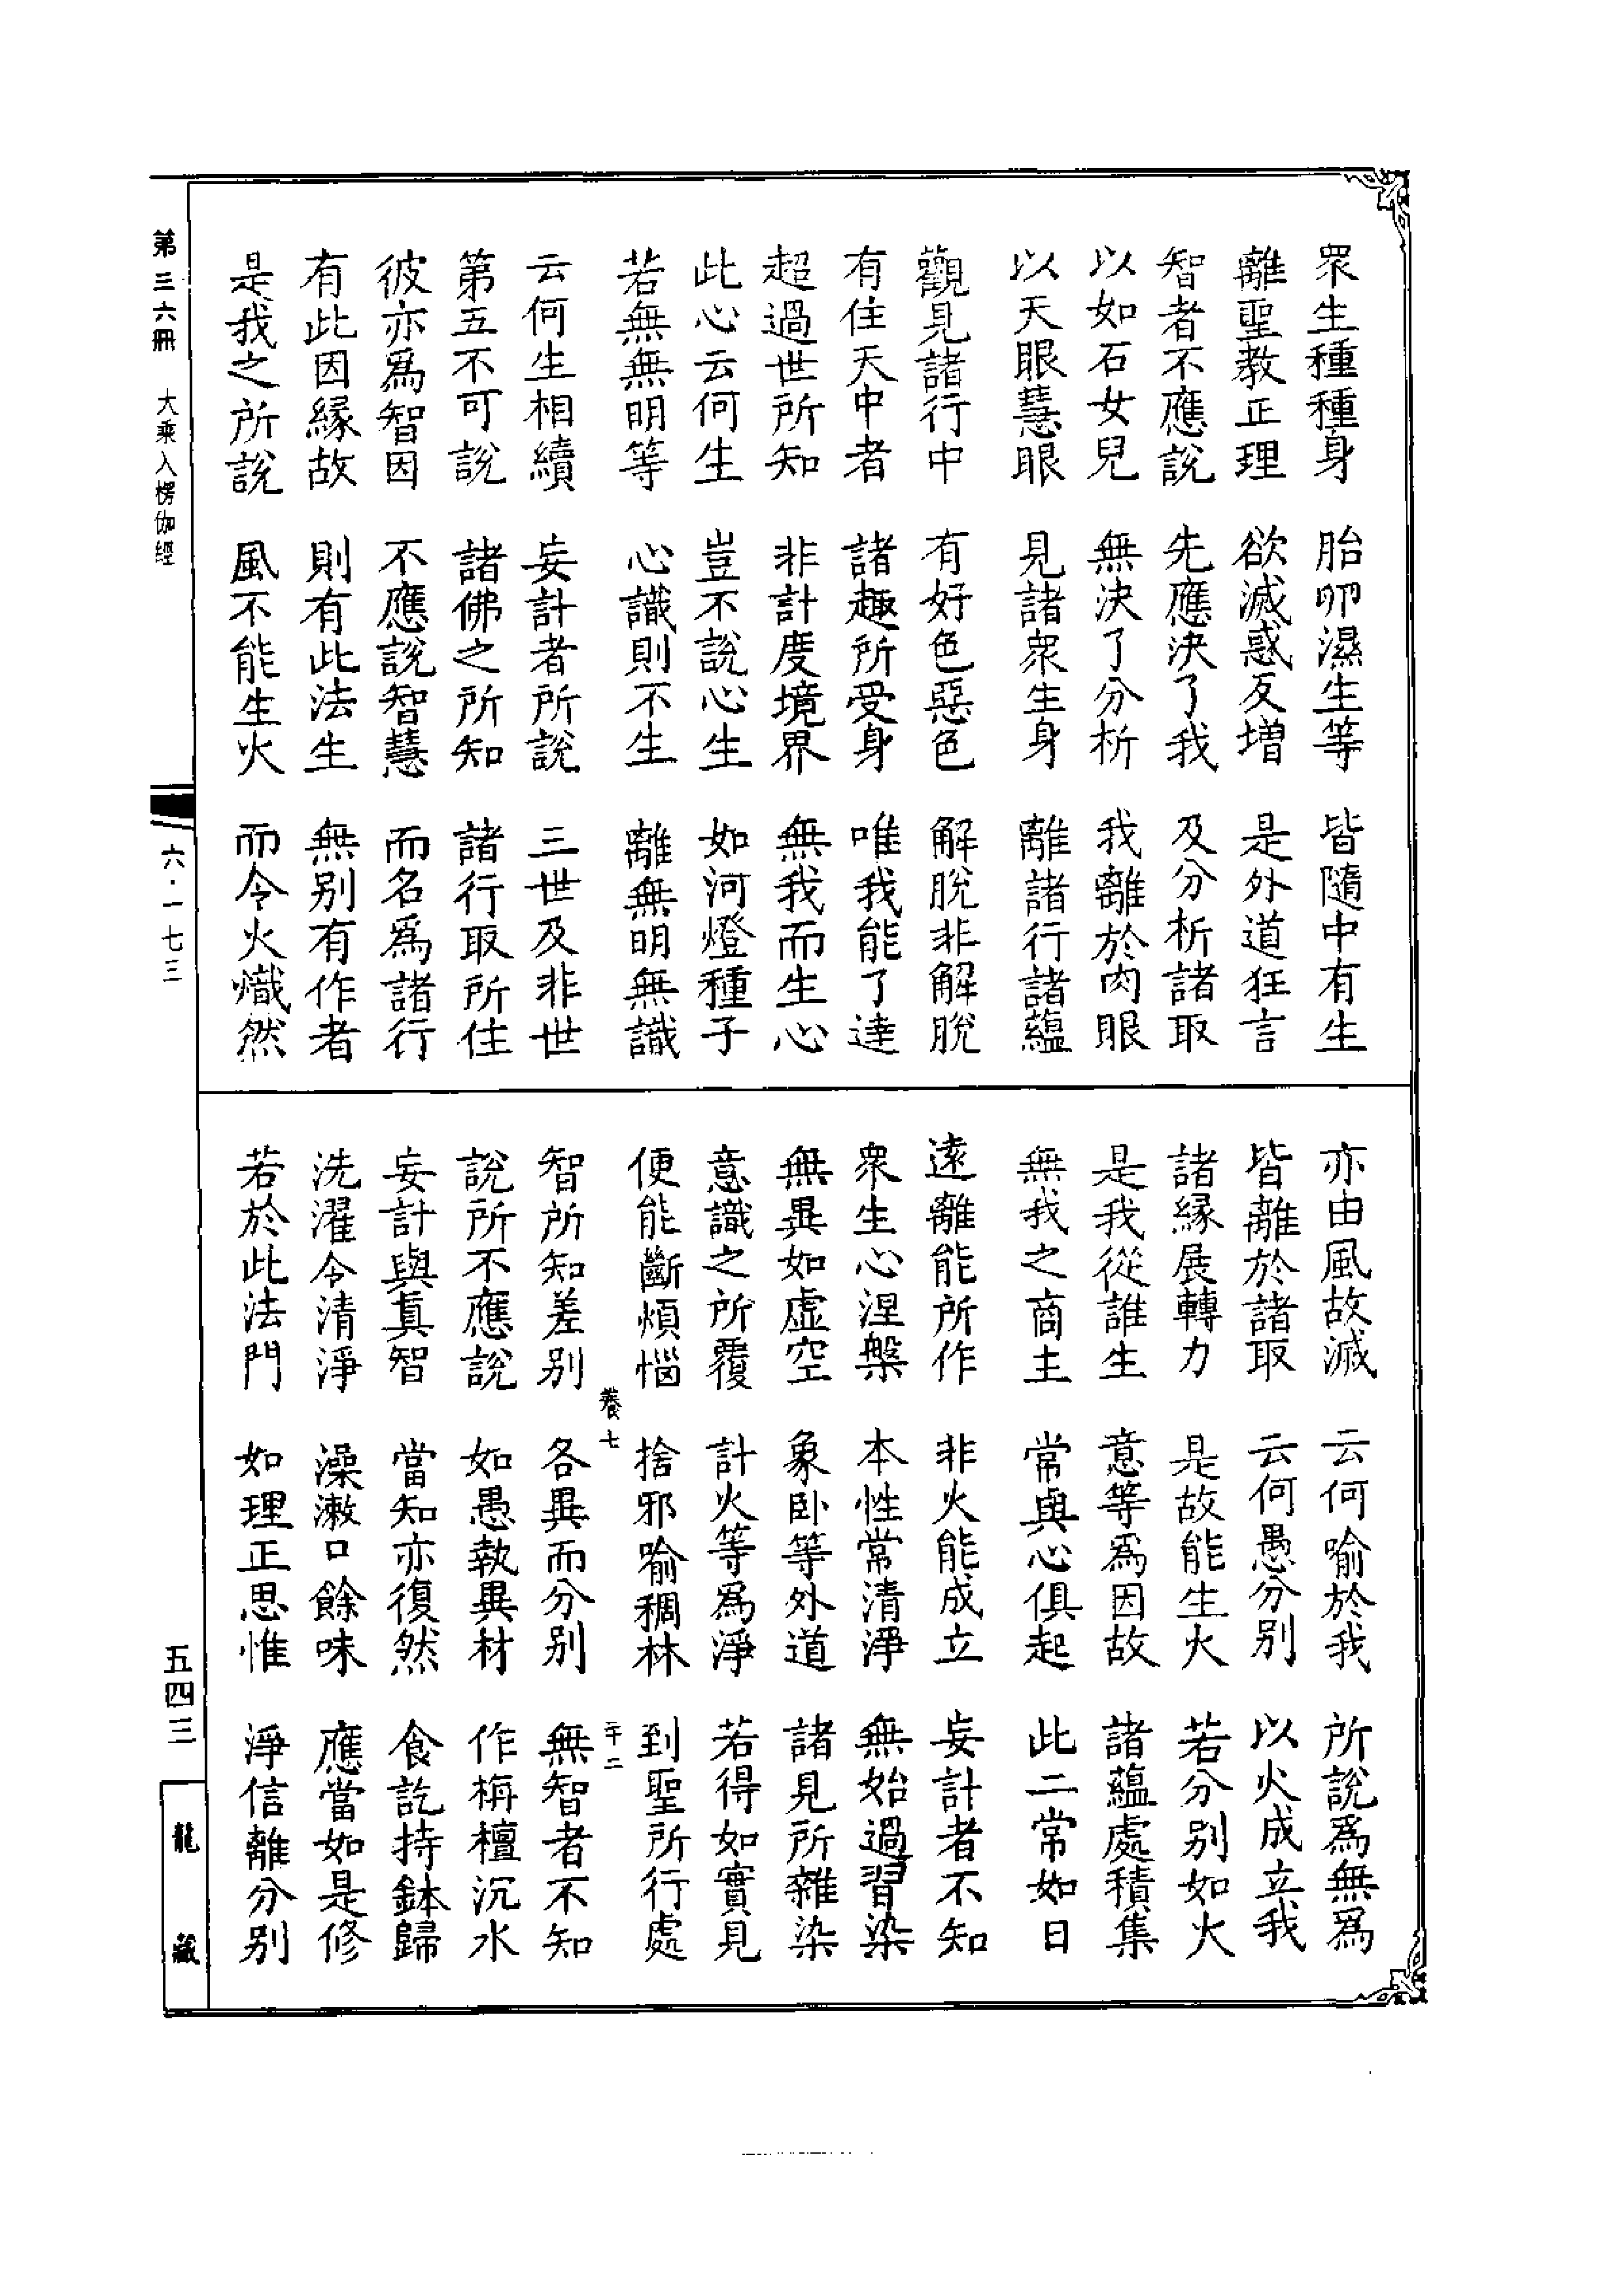 眾生種種身　胎卵濕生等　皆隨中有生
離聖教正理　欲滅惑反增　是外道狂言
智者不應說　先應決了我　及分析諸取
以如石女兒　無決了分析　我離於肉眼
以天眼慧眼　見諸眾生身　離諸行諸蘊
觀見諸行中　有好色惡色　解脫非解脫
有住天中者　諸趣所受身　唯我能了達
超過世所知　非計度境界　無我而生心
此心云何生　豈不說心生　如河燈種子
若無無明等　心識則不生　離無明無識
云何生相續　妄計者所說　三世及非世
第五不可說　諸佛之所知　諸行取所住
彼亦為智因　不應說智慧　而名為諸行
有此因緣故　則有此法生　無別有作者
是我之所說　風不能生火　而令火熾然
亦由風故滅　云何喻於我　所說為無為
皆離於諸取　云何愚分別　以火成立我
諸緣展轉力　是故能生火　若分別如火
是我從誰生　意等為因故　諸蘊處積集
無我之商主　常與心俱起　此二常如日
遠離能所作　非火能成立　妄計者不知
眾生心涅槃　本性常清淨　無始過習染
無異如虛空　象臥等外道　諸見所雜染
意識之所覆　計火等為淨　若得如實見
便能斷煩惱　捨邪喻稠林　到聖所行處
養七　二十二
智所知差別　各異而分別　無智者不知
說所不應說　如愚執異材　作栴檀沉水
妄計與真智　當知亦復然　食訖持鉢歸
洗濯令清淨　澡漱口餘味　應當如是修
若於此法門　如理正思惟　淨信離分別
第三六冊　大乘入楞伽經
六·一七三
五四三
龍藏